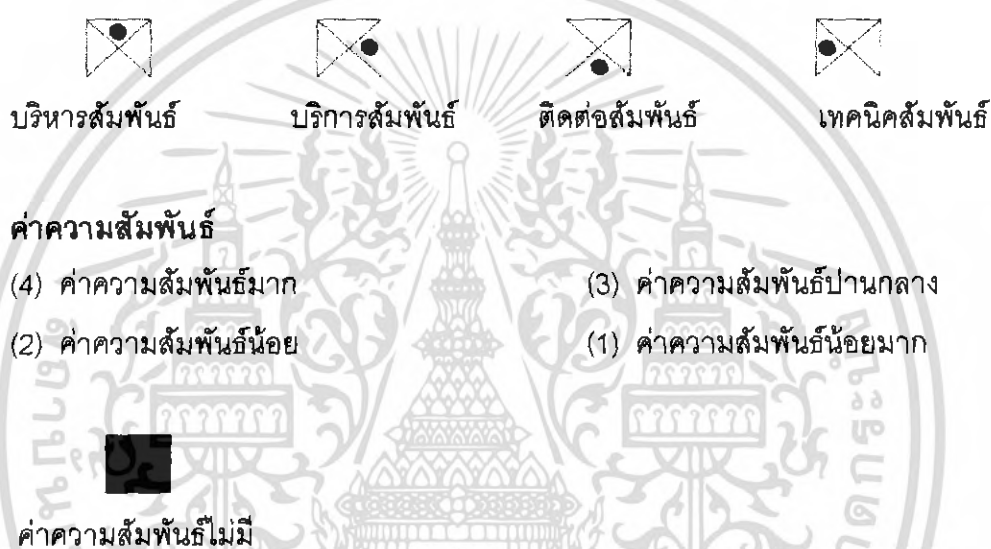 บริหารสัมพันธ์ บริการสัมพันธ์ ติดต่อสัมพันธ์ เทคนิคสัมพันธ์
ค่าความสัมพันธ์
(4) ค่าความสัมพันธ์มาก (3) ค่าความสัมพันธ์ปานกลาง
(2) ค่าความสัมพันธ์น้อย (1) ค่าความสัมพันธ์น้อยมาก
ค่าความสัมพันธ์ไม่มี